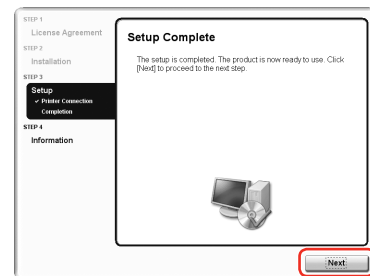 STEP 1
License Agreement
STEP 2
Installation
STEP 3
Setup
✓ Printer Connection
Completion
STEP 4
Information
Setup Complete
The setup is completed. The product is now ready to use. Click
[Next] to proceed to the next step.
Next